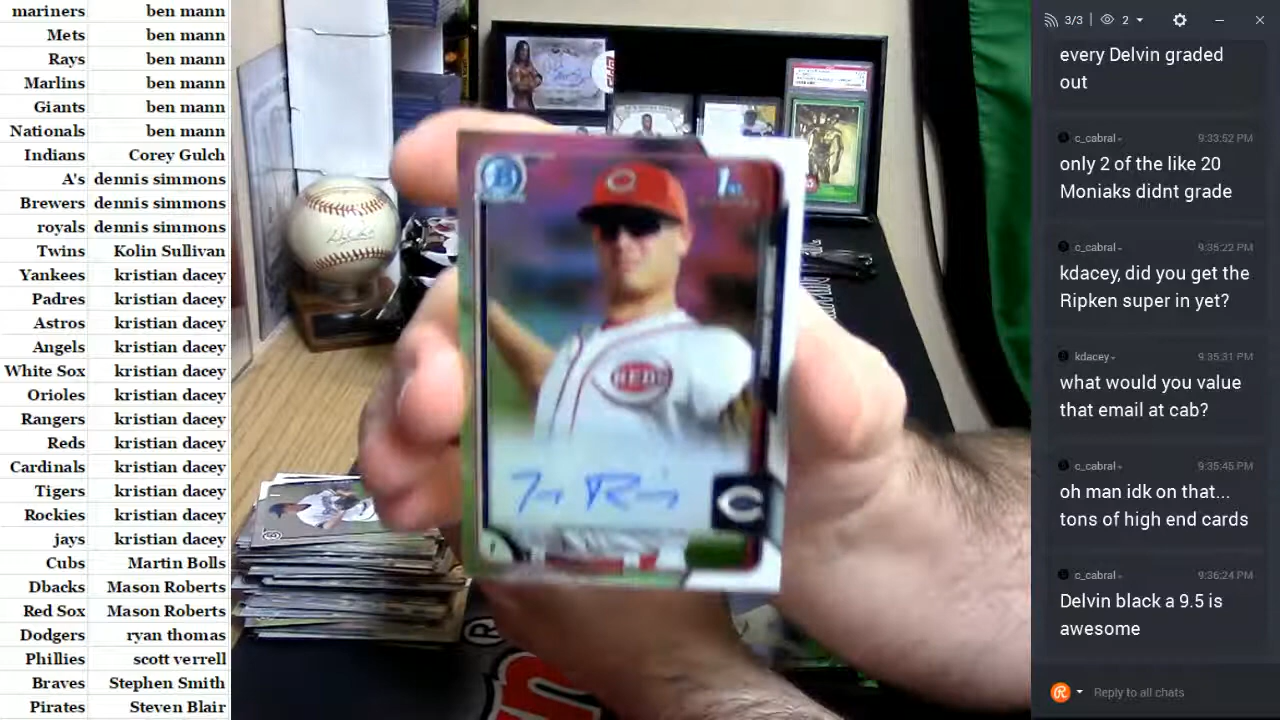 mariners ben mann
Mets ben mann
Rays ben mann
Marlins ben mann
Giants ben mann
Nationals ben mann
Indians Corey Gulch
A's dennis simmons
Brewers dennis simmons
royals dennis simmons
Twins Kolin Sullivan
Yankees kristian dacey
Padres kristian dacey
Astros kristian dacey
Angels kristian dacey
White Sox kristian dacey
Orioles kristian dacey
Rangers kristian dacey
Reds kristian dacey
Cardinals kristian dacey
Tigers kristian dacey
Rockies kristian dacey
jays kristian dacey
Cubs Martin Bolls
Dbacks Mason Roberts
Red Sox Mason Roberts
Dodgers ryan thomas
Phillies scott verrell
Braves Stephen Smith
Pirates Steven Blair
B
1st
C
REDS
C
3/3
2
every Delvin graded
out
c_cabral
9:33:52 PM
only 2 of the like 20
Moniaks didnt grade
c_cabral
9:35:22 PM
kdacey, did you get the
Ripken super in yet?
kdacey
9:35:31 PM
what would you value
that email at cab?
c_cabral
9:35:45 PM
oh man idk on that...
tons of high end cards
c_cabral
9:36:24 PM
Delvin black a 9.5 is
awesome
Reply to all chats